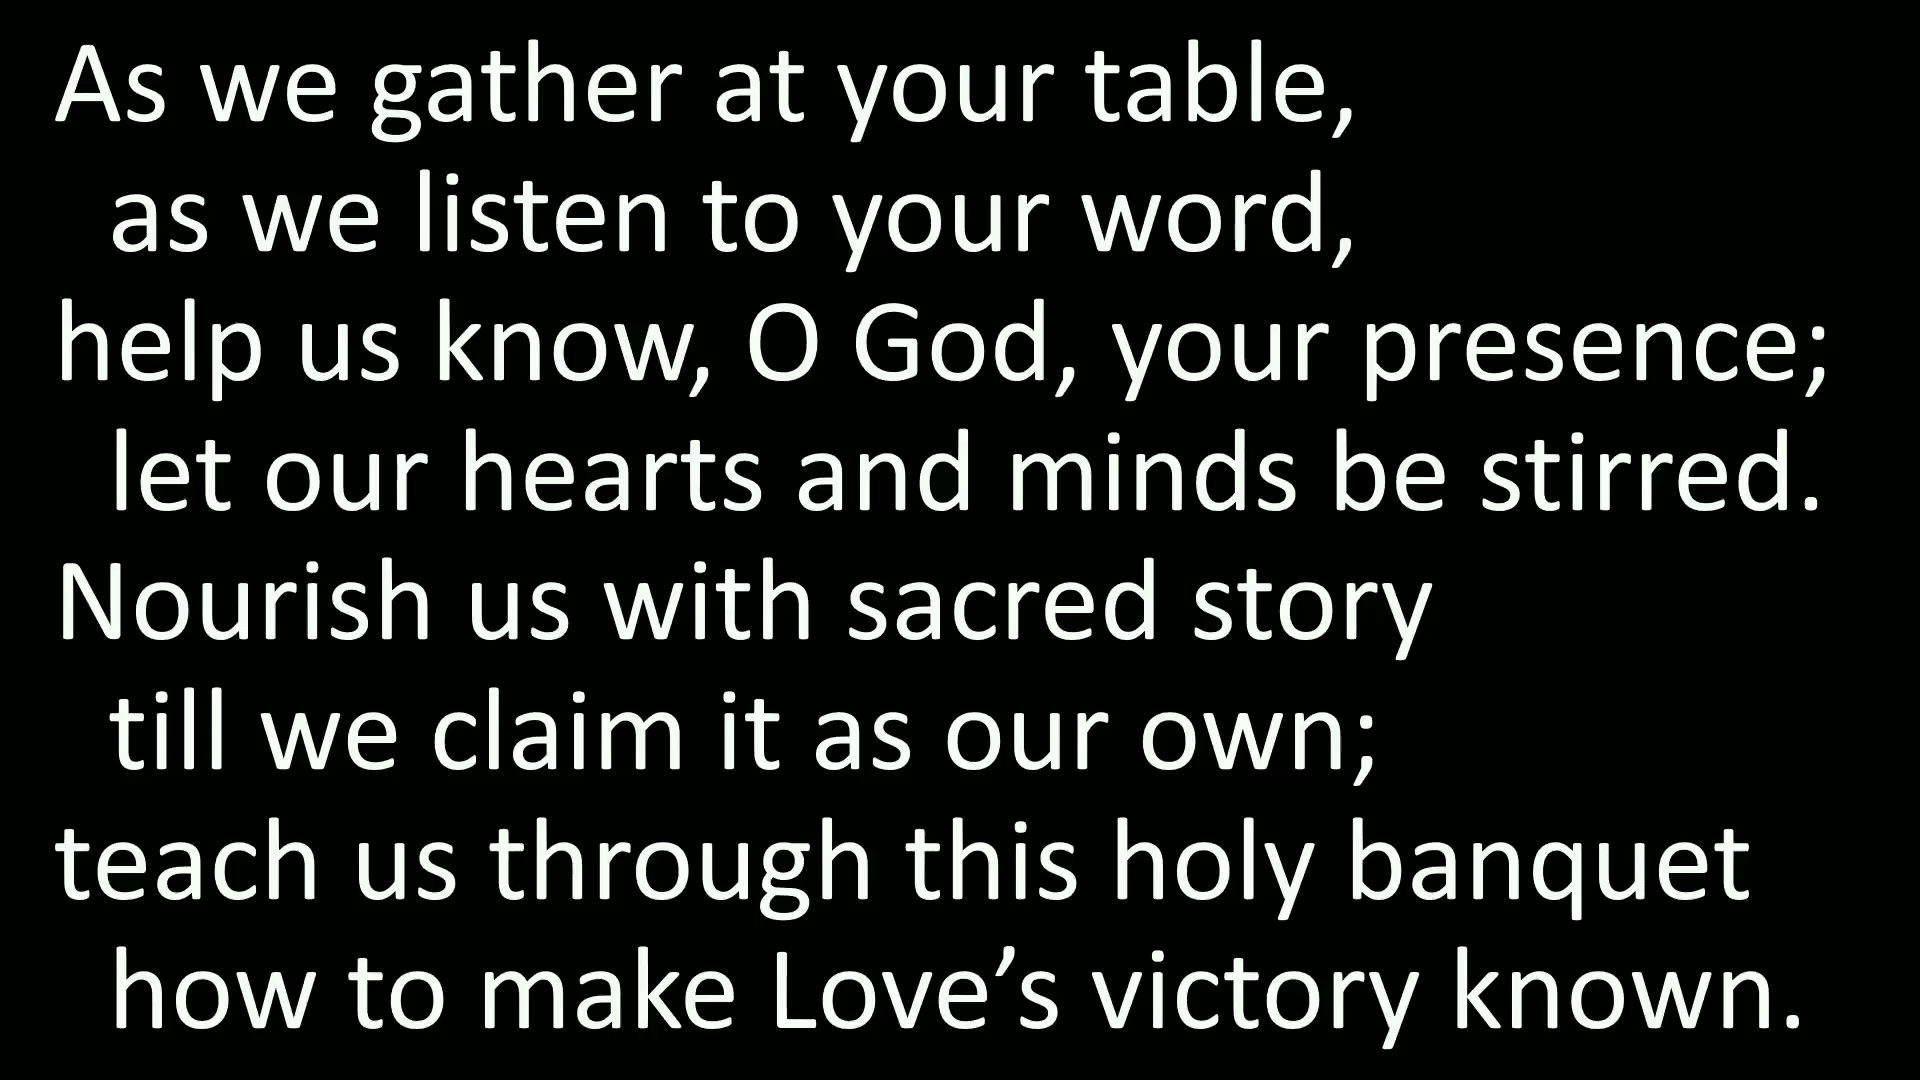 As we gather at your table,
as we listen to your word,
help us know, O God, your presence;
let our hearts and minds be stirred.
Nourish us with sacred story
till we claim it as our own;
teach us through this holy banquet
how to make Love’s victory known.